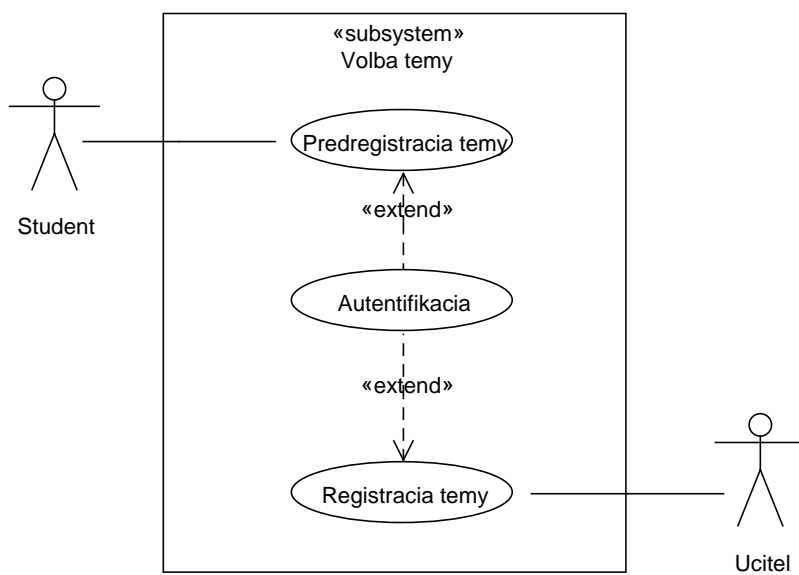 «subsystem»
Volba temy
Predregistracia temy
«extend»
Student
Autentifikacia
«extend»
Registracia temy
Ucitel